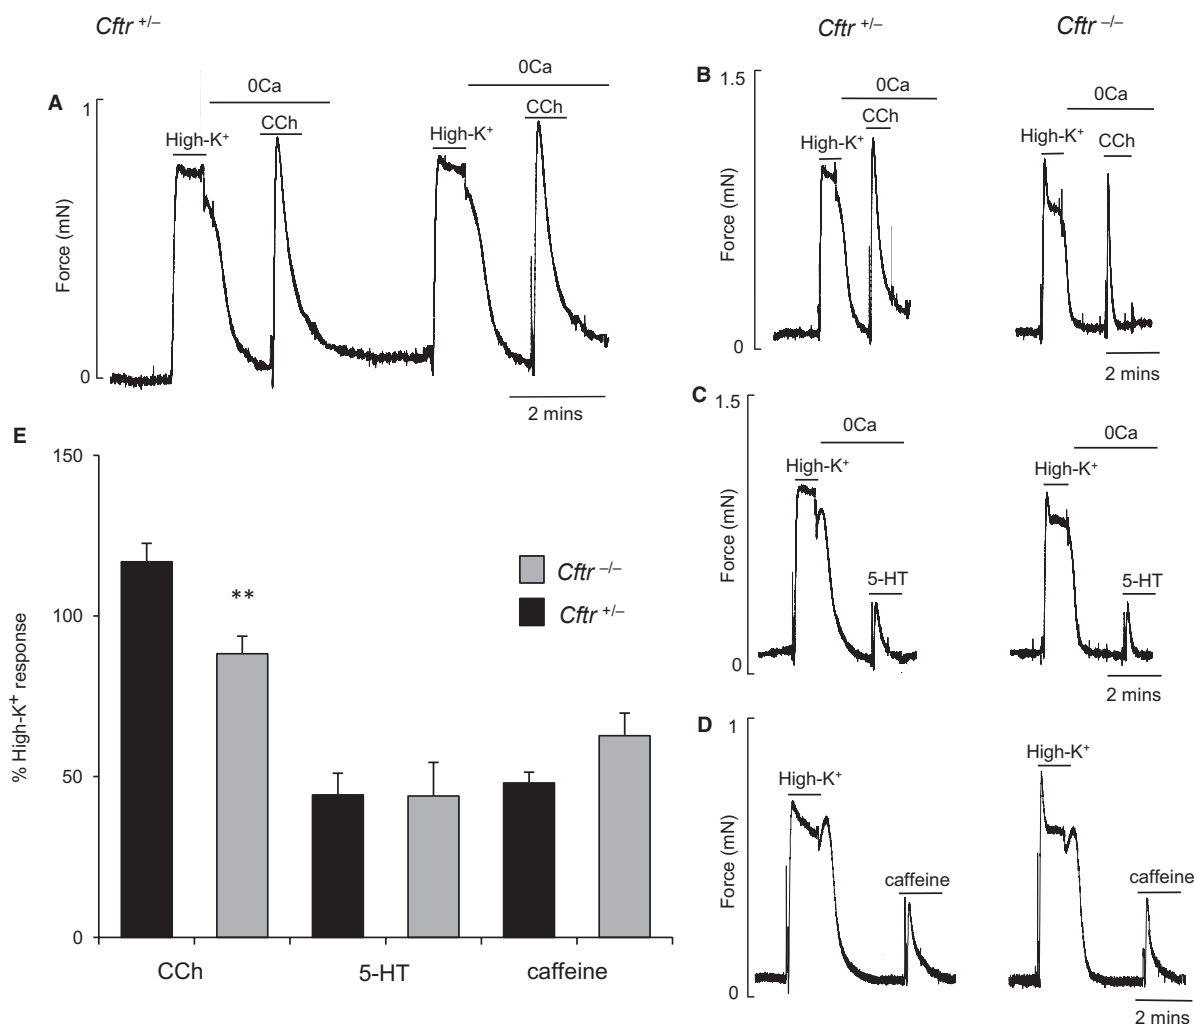 Cftr +/–
A
1
0
Force (mN)
High-K+
0Ca
CCh
High-K+
0Ca
CCh
2 mins
Cftr +/–
Cftr –/–
B
1.5
0
Force (mN)
High-K+
0Ca
CCh
High-K+
0Ca
CCh
2 mins
C
1.5
0
Force (mN)
High-K+
0Ca
5-HT
High-K+
0Ca
5-HT
2 mins
D
1
0
Force (mN)
High-K+
caffeine
High-K+
caffeine
2 mins
E
150
100
50
0
% High-K+ response
**
Cftr –/–
Cftr +/–
CCh
5-HT
caffeine